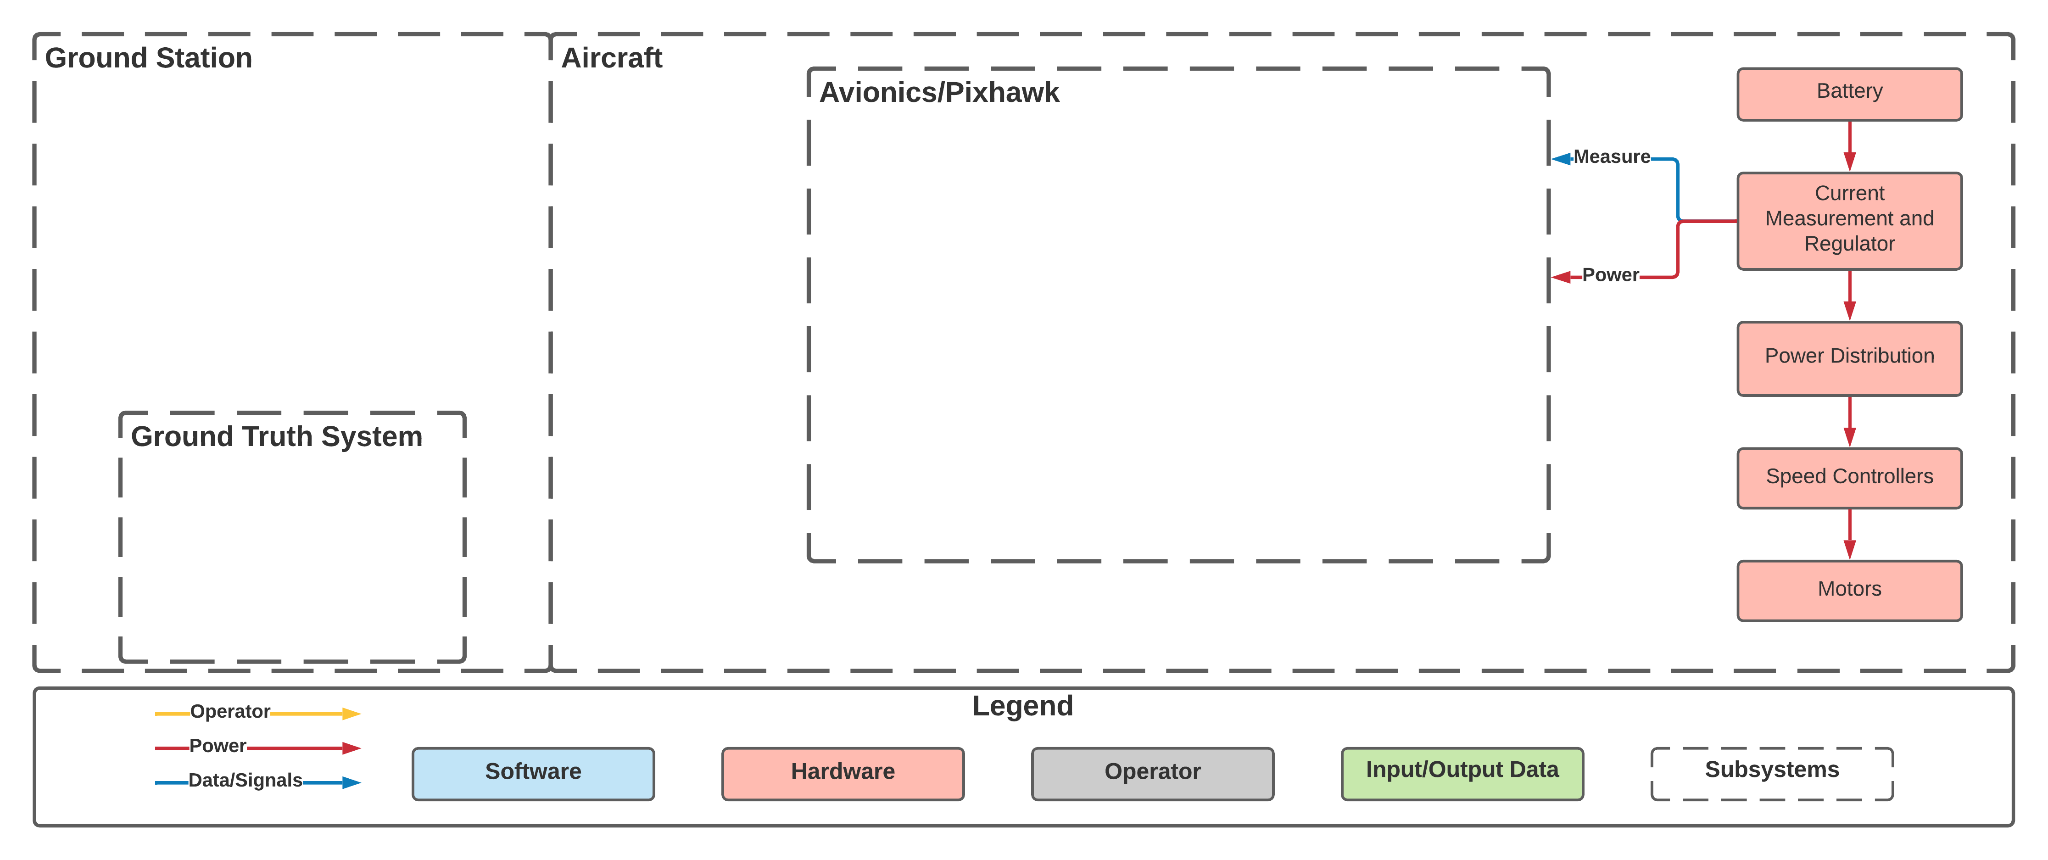 Ground Station
Aircraft
Avionics/Pixhawk
Battery
Measure
Current
Measurement and
Regulator
Power
Power Distribution
Ground Truth System
Speed Controllers
Motors
Legend
Operator
Power
Data/Signals
Software
Hardware
Operator
Input/Output Data
Subsystems